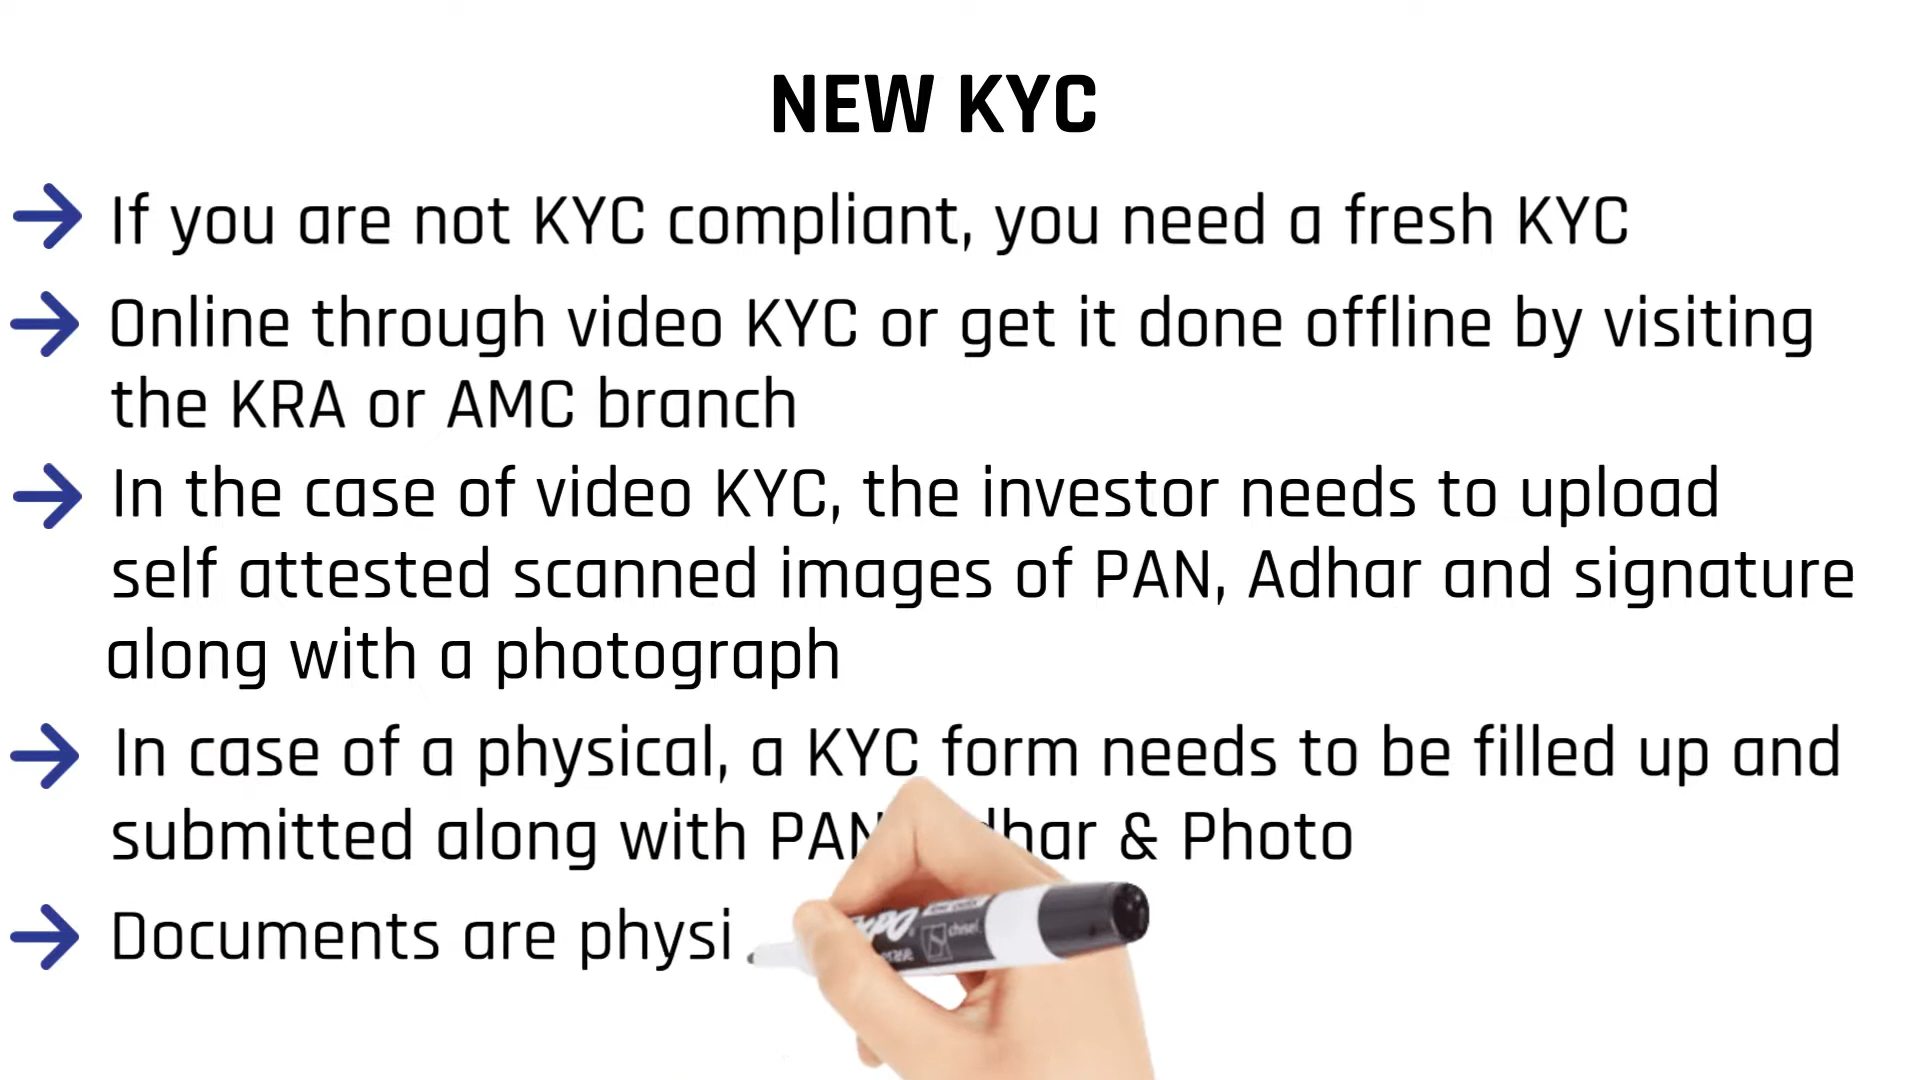 NEW KYC
If you are not KYC compliant, you need a fresh KYC
Online through video KYC or get it done offline by visiting
the KRA or AMC branch
In the case of video KYC, the investor needs to upload
self attested scanned images of PAN, Adhar and signature
along with a photograph
In case of a physical, a KYC form needs to be filled up and
submitted along with PAN & Photo
Documents are physi
chisel